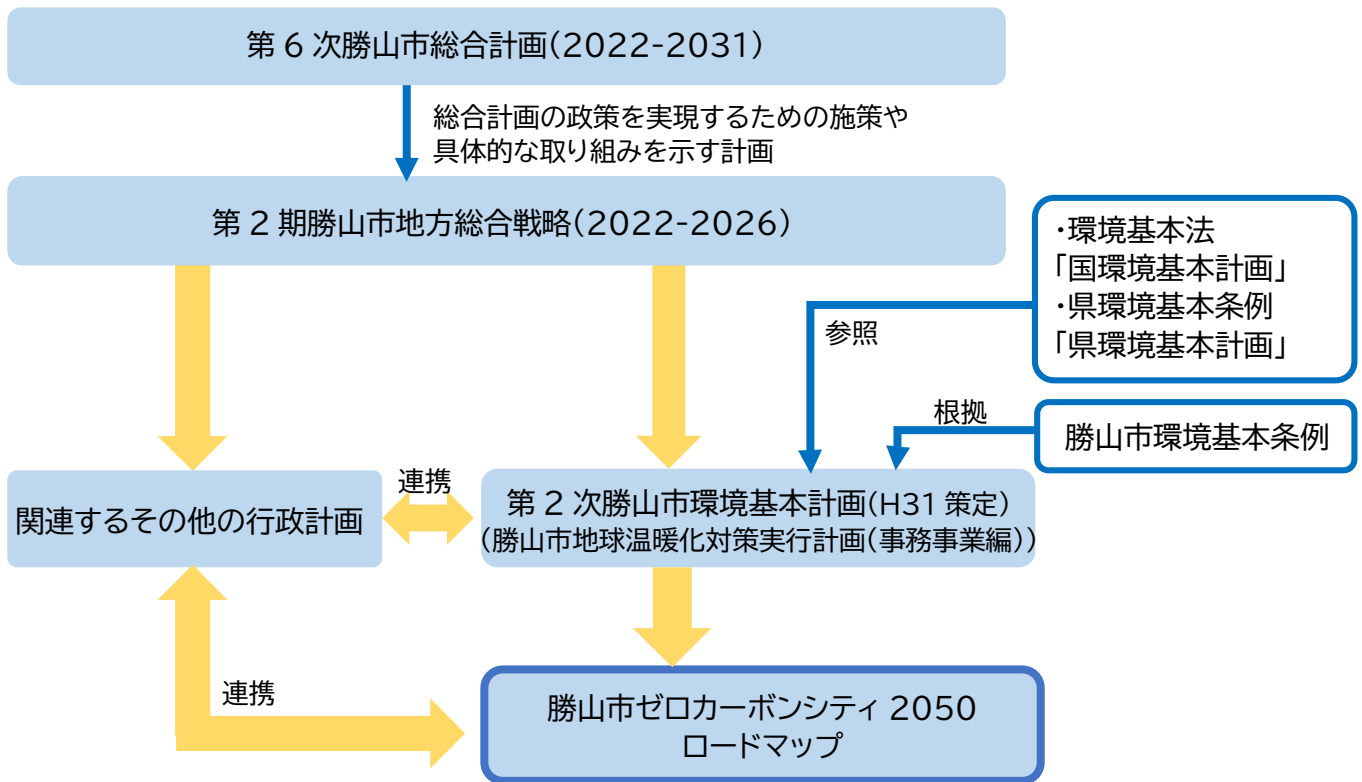 第6次勝山市総合計画(2022-2031)
総合計画の政策を実現するための施策や
具体的な取り組みを示す計画
第2期勝山市地方総合戦略(2022-2026)
・環境基本法
「国環境基本計画」
・県環境基本条例
「県環境基本計画」
参照
根拠
勝山市環境基本条例
関連するその他の行政計画
連携
第2次勝山市環境基本計画(H31策定)
(勝山市地球温暖化対策実行計画(事務事業編))
連携
勝山市ゼロカーボンシティ2050
ロードマップ